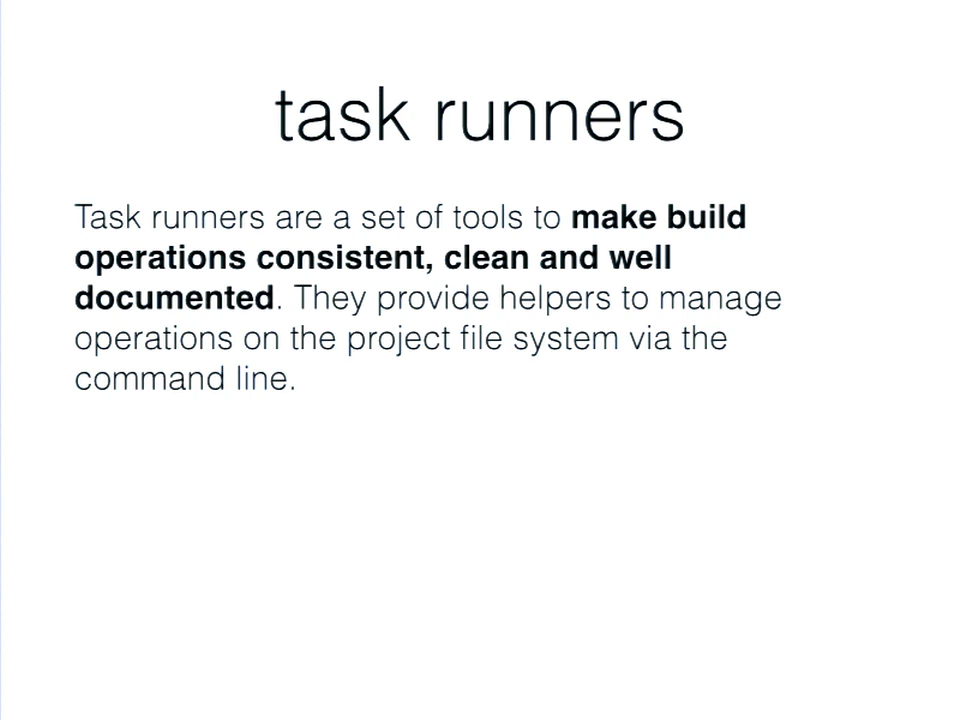 task runners
Task runners are a set of tools to make build
operations consistent, clean and well
documented. They provide helpers to manage
operations on the project file system via the
command line.